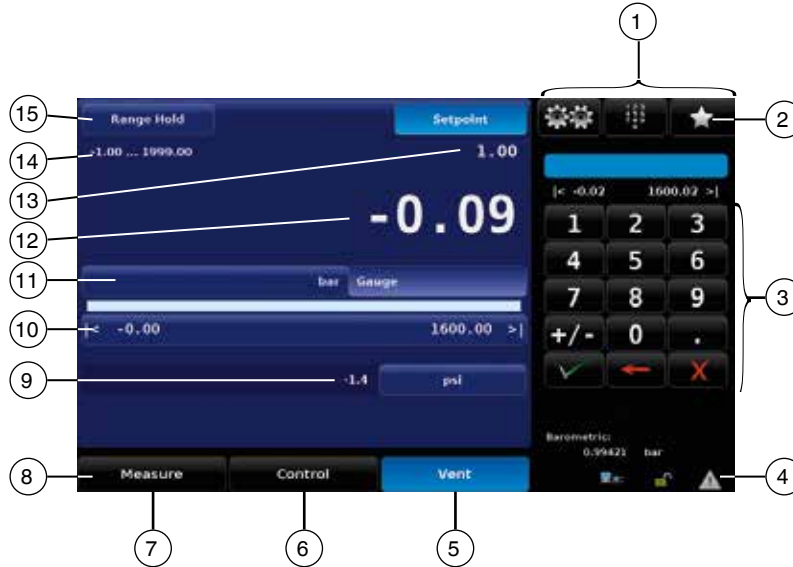 1
15
Range Hold
Setpoint
2
14
-1.00 ... 1999.00
1.00
13
|< -0.02 1600.02 >|
12
-0.09
1 2 3
11
bar Gauge
4 5 6
7 8 9
3
10
|< -0.00 1600.00 >|
+/- 0 .
9
-1.4 psi
X
Barometric:
0.99421 bar
8
Measure Control Vent
4
7 6 5